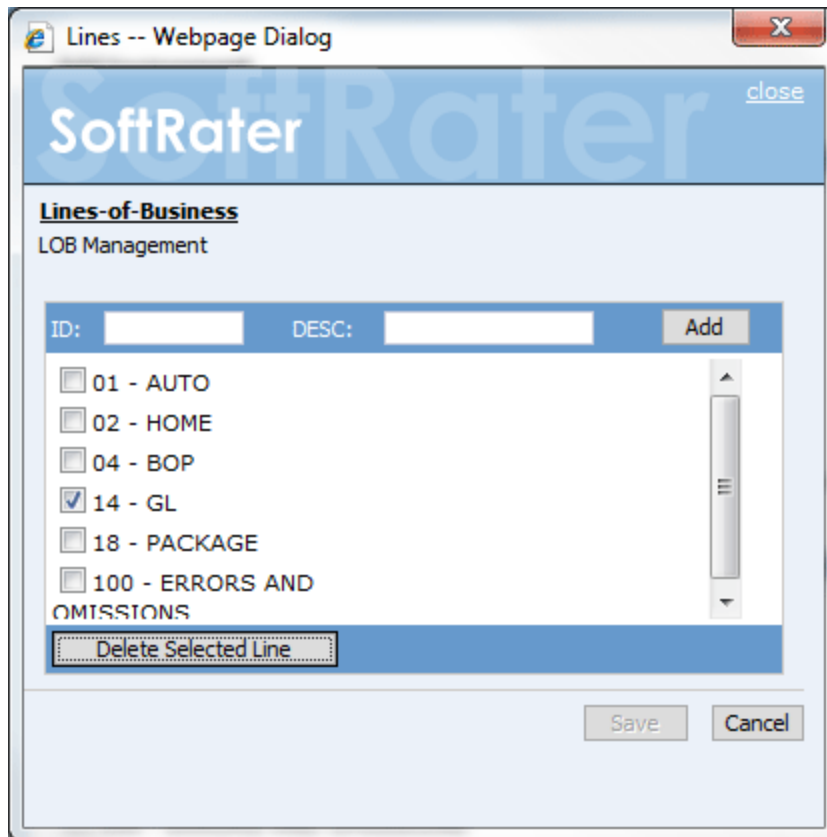 Lines -- Webpage Dialog
close
SoftRater
SoftRater
Lines-of-Business
LOB Management
ID: DESC: Add
01 - AUTO
02 - HOME
04 - BOP
14 - GL
18 - PACKAGE
100 - ERRORS AND
OMISSIONS
Delete Selected Line
Save Cancel